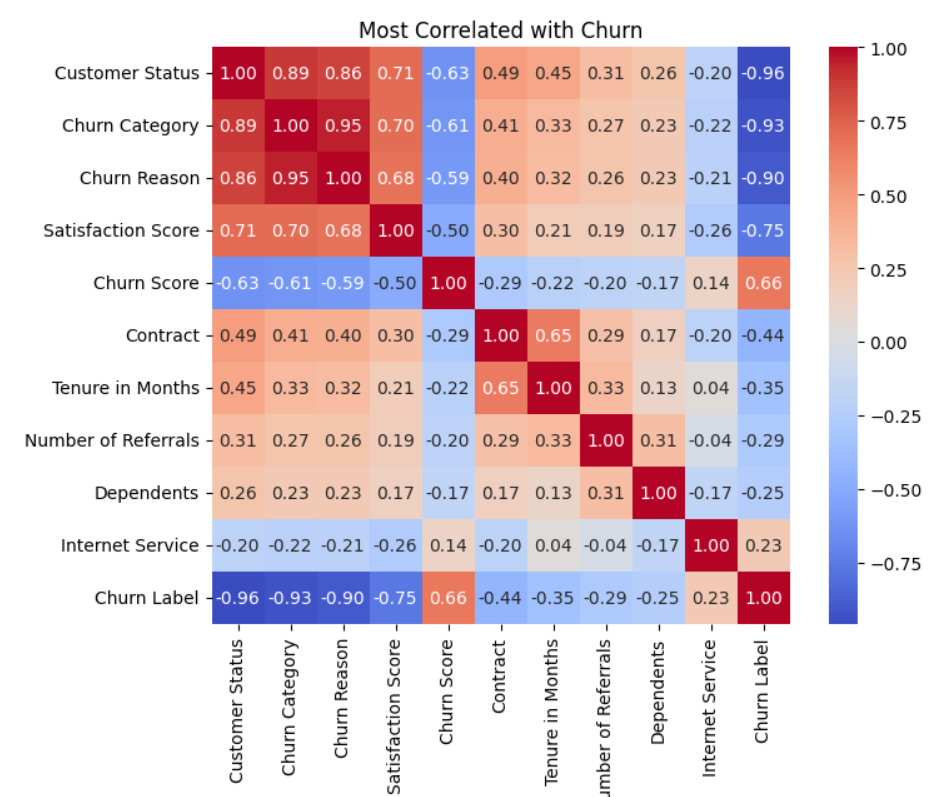 Most Correlated with Churn
Customer Status 1.00 0.89 0.86 0.71 -0.63 0.49 0.45 0.31 0.26 -0.20 -0.96
Churn Category 0.89 1.00 0.95 0.70 -0.61 0.41 0.33 0.27 0.23 -0.22 -0.93
Churn Reason 0.86 0.95 1.00 0.68 -0.59 0.40 0.32 0.26 0.23 -0.21 -0.90
Satisfaction Score 0.71 0.70 0.68 1.00 -0.50 0.30 0.21 0.19 0.17 -0.26 -0.75
Churn Score -0.63 -0.61 -0.59 -0.50 1.00 -0.29 -0.22 -0.20 -0.17 0.14 0.66
Contract 0.49 0.41 0.40 0.30 -0.29 1.00 0.65 0.29 0.17 -0.20 -0.44
Tenure in Months 0.45 0.33 0.32 0.21 -0.22 0.65 1.00 0.33 0.13 0.04 -0.35
Number of Referrals 0.31 0.27 0.26 0.19 -0.20 0.29 0.33 1.00 0.31 -0.04 -0.29
Dependents 0.26 0.23 0.23 0.17 -0.17 0.17 0.13 0.31 1.00 -0.17 -0.25
Internet Service -0.20 -0.22 -0.21 -0.26 0.14 -0.20 0.04 -0.04 -0.17 1.00 0.23
Churn Label -0.96 -0.93 -0.90 -0.75 0.66 -0.44 -0.35 -0.29 -0.25 0.23 1.00
Customer Status
Churn Category
Churn Reason
Satisfaction Score
Churn Score
Contract
Tenure in Months
umber of Referrals
Dependents
Internet Service
Churn Label
1.00
0.75
0.50
0.25
0.00
−0.25
−0.50
−0.75